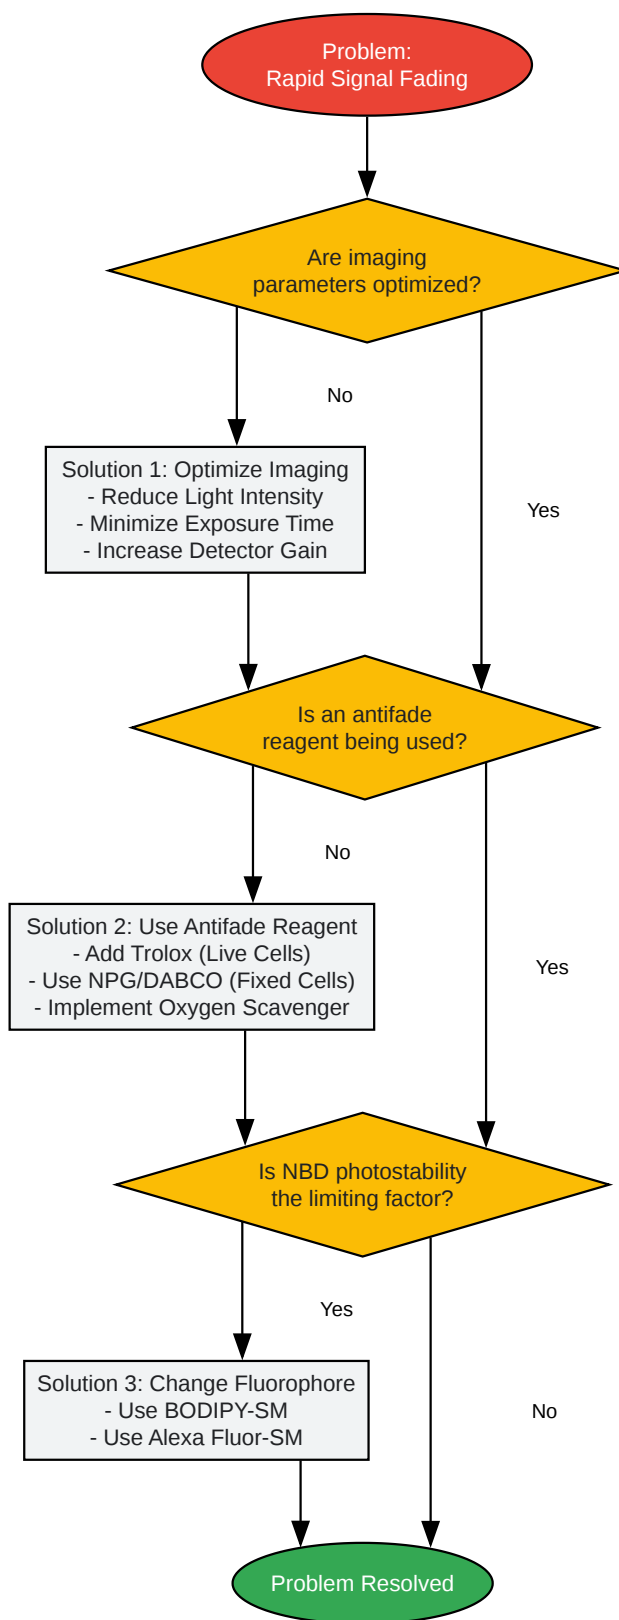 Problem:
Rapid Signal Fading
Are imaging
parameters optimized?
No
Solution 1: Optimize Imaging
- Reduce Light Intensity
- Minimize Exposure Time
- Increase Detector Gain
Yes
Is an antifade
reagent being used?
No
Solution 2: Use Antifade Reagent
- Add Trolox (Live Cells)
- Use NPG/DABCO (Fixed Cells)
- Implement Oxygen Scavenger
Yes
Is NBD photostability
the limiting factor?
Yes
Solution 3: Change Fluorophore
- Use BODIPY-SM
- Use Alexa Fluor-SM
No
Problem Resolved